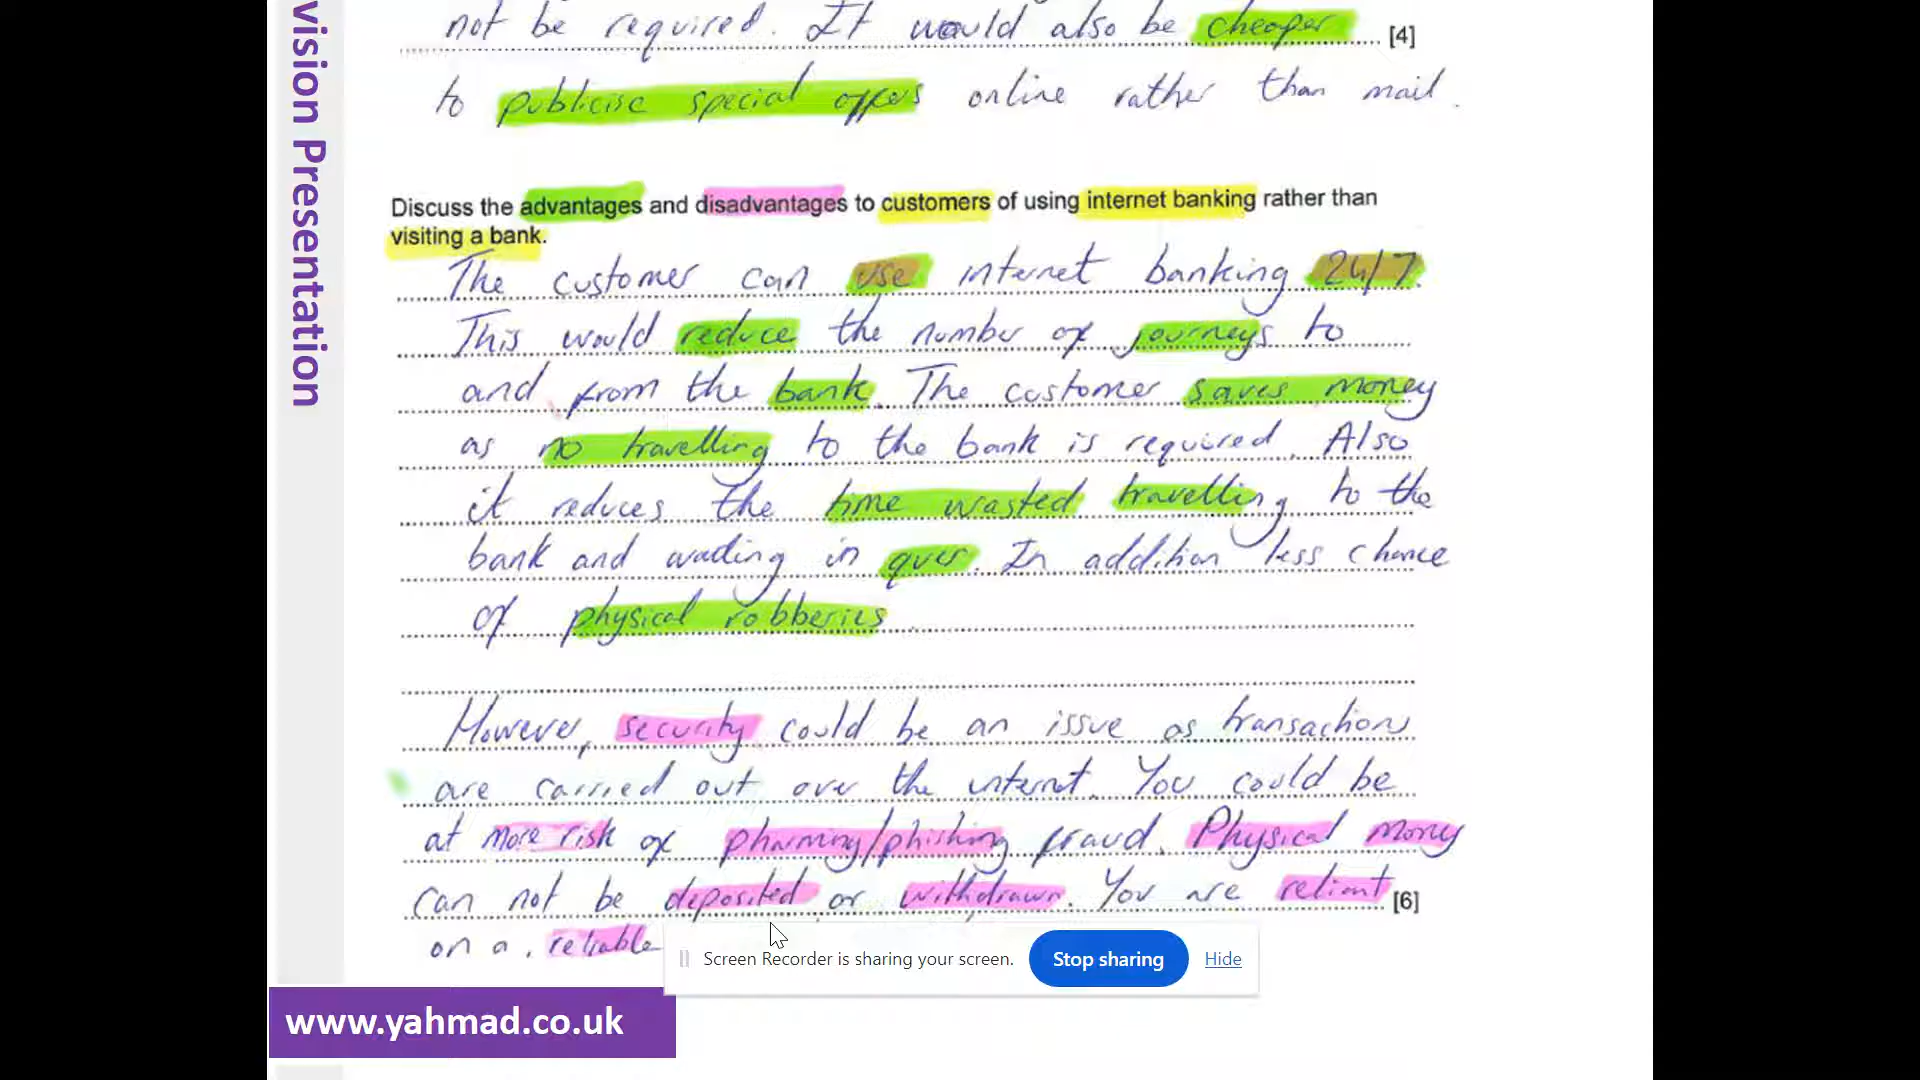 vision Presentation
not be required. It would also be cheaper [4]
to publicise special offers online rather than mail.
Discuss the advantages and disadvantages to customers of using internet banking rather than
visiting a bank.
The customer can use internet banking 24/7.
This would reduce the number of journeys to
and from the bank. The customer saves money
as no travelling to the bank is required. Also
it reduces the time wasted travelling to the
bank and waiting in quer. In addition less chance
of physical robberies.
However, security could be an issue as transactions
are carried out over the internet. You could be
at more risk of pharming/phishing fraud. Physical money
can not be deposited or withdrawn. You are reliant [6]
on a reliable
Screen Recorder is sharing your screen. Stop sharing Hide
www.yahmad.co.uk